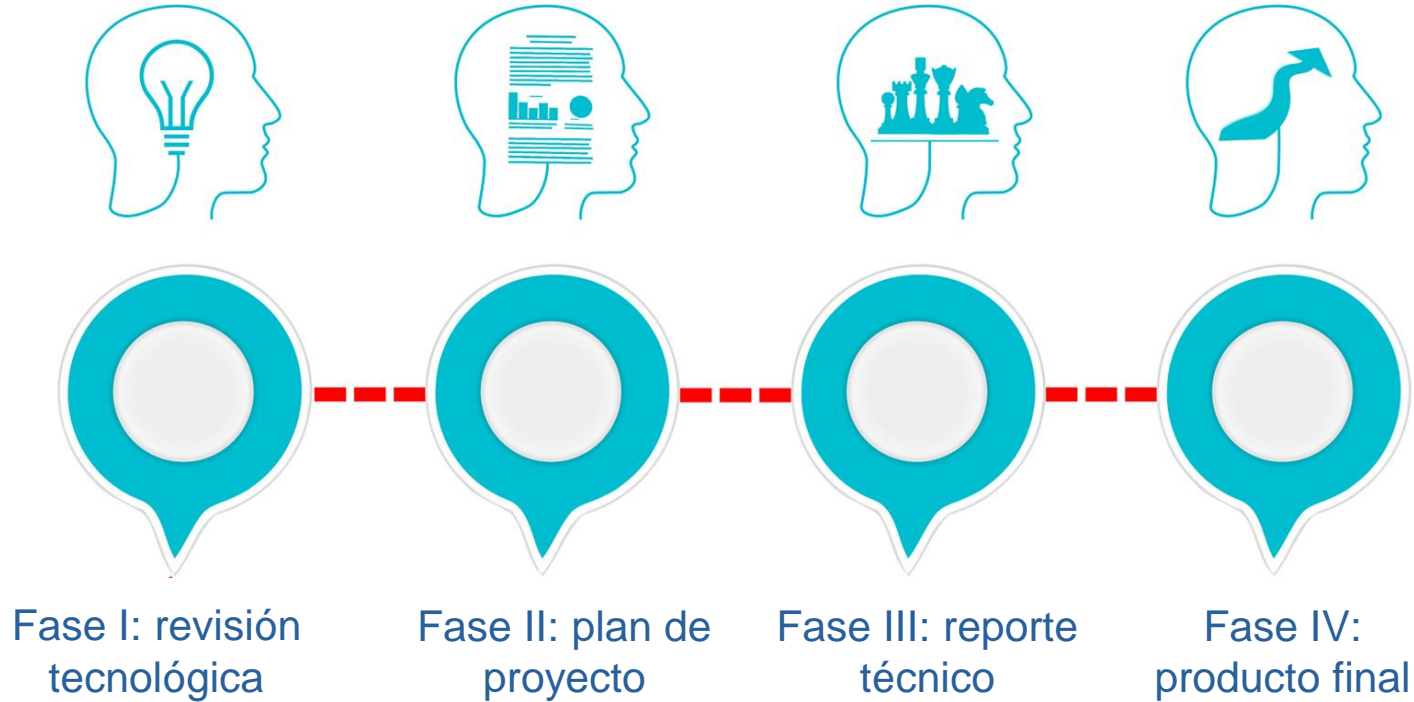 Fase I: revisión
tecnológica
Fase II: plan de
proyecto
Fase III: reporte
técnico
Fase IV:
producto final